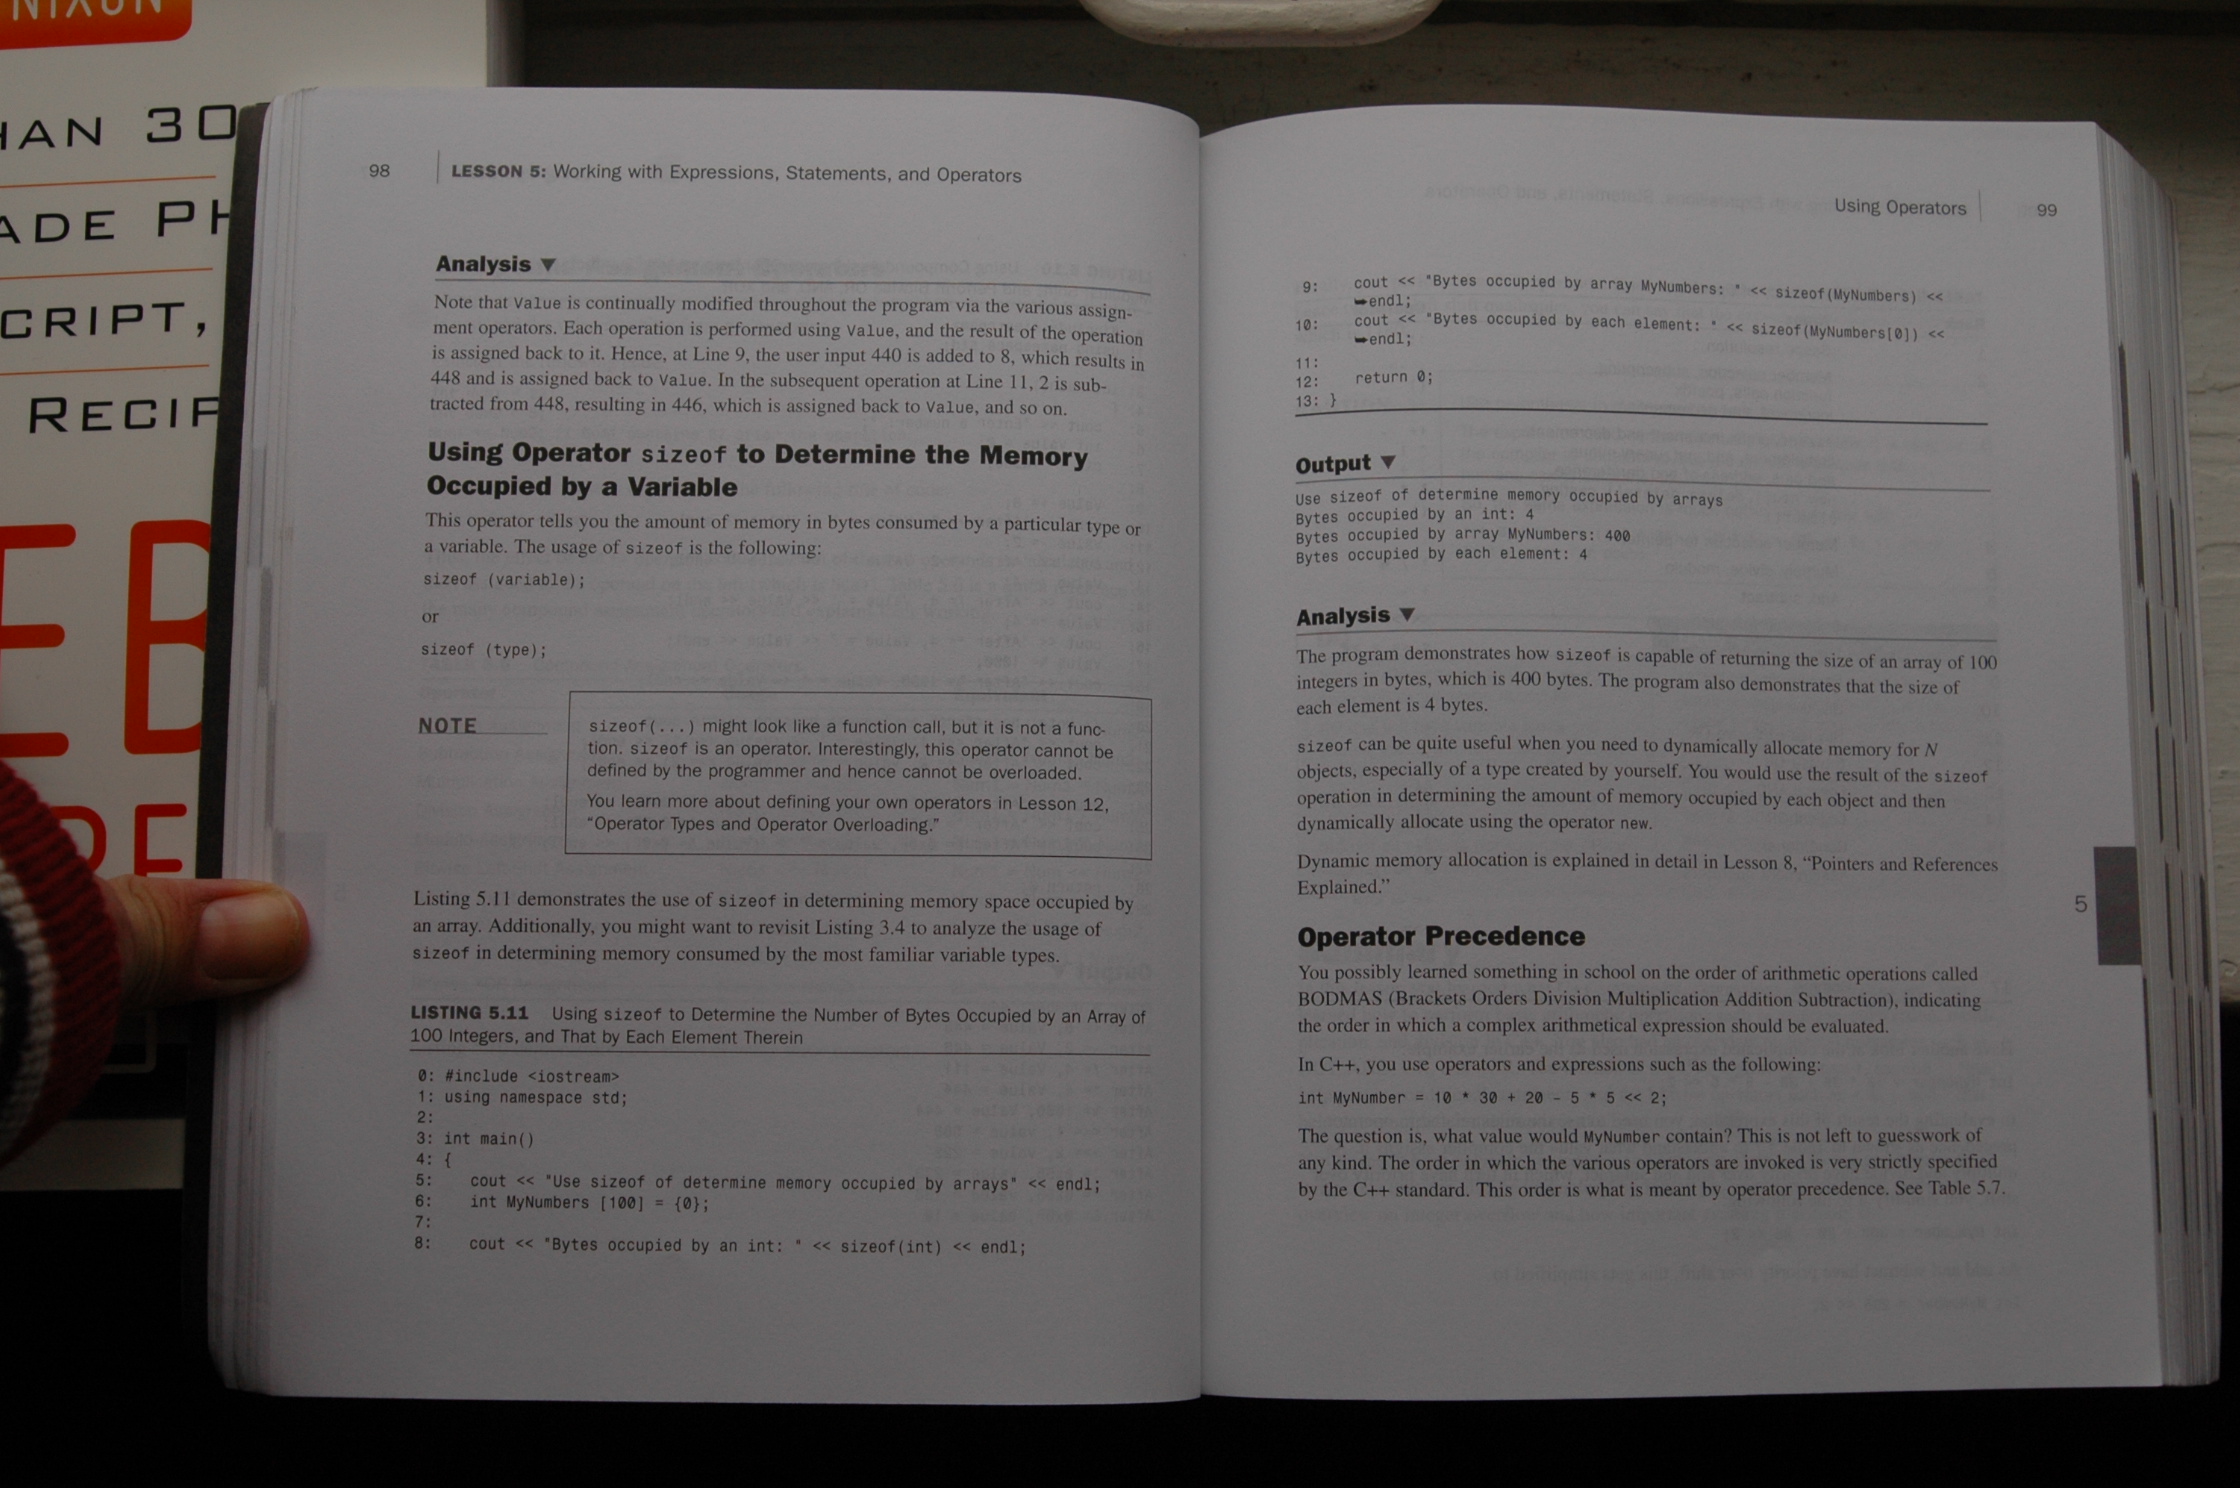 NIXON
HAN 30
ADE PH
CRIPT,
RECIP
EB
98
LESSON 5: Working with Expressions, Statements, and Operators
Analysis ▼
Note that Value is continually modified throughout the program via the various assign-
ment operators. Each operation is performed using Value, and the result of the operation
is assigned back to it. Hence, at Line 9, the user input 440 is added to 8, which results in
448 and is assigned back to Value. In the subsequent operation at Line 11, 2 is sub-
tracted from 448, resulting in 446, which is assigned back to Value, and so on.
Using Operator sizeof to Determine the Memory
Occupied by a Variable
This operator tells you the amount of memory in bytes consumed by a particular type or
a variable. The usage of sizeof is the following:
sizeof (variable);
or
sizeof (type);
NOTE
sizeof(...) might look like a function call, but it is not a func-
tion. sizeof is an operator. Interestingly, this operator cannot be
defined by the programmer and hence cannot be overloaded.
You learn more about defining your own operators in Lesson 12,
“Operator Types and Operator Overloading.”
Listing 5.11 demonstrates the use of sizeof in determining memory space occupied by
an array. Additionally, you might want to revisit Listing 3.4 to analyze the usage of
sizeof in determining memory consumed by the most familiar variable types.
LISTING 5.11 Using sizeof to Determine the Number of Bytes Occupied by an Array of
100 Integers, and That by Each Element Therein
0: #include <iostream>
1: using namespace std;
2:
3: int main()
4: {
5: cout << "Use sizeof of determine memory occupied by arrays" << endl;
6: int MyNumbers [100] = {0};
7:
8: cout << "Bytes occupied by an int: " << sizeof(int) << endl;
Using Operators
99
9: cout << "Bytes occupied by array MyNumbers: " << sizeof(MyNumbers) <<
➥endl;
10: cout << "Bytes occupied by each element: " << sizeof(MyNumbers[0]) <<
➥endl;
11:
12: return 0;
13: }
Output ▼
Use sizeof of determine memory occupied by arrays
Bytes occupied by an int: 4
Bytes occupied by array MyNumbers: 400
Bytes occupied by each element: 4
Analysis ▼
The program demonstrates how sizeof is capable of returning the size of an array of 100
integers in bytes, which is 400 bytes. The program also demonstrates that the size of
each element is 4 bytes.
sizeof can be quite useful when you need to dynamically allocate memory for N
objects, especially of a type created by yourself. You would use the result of the sizeof
operation in determining the amount of memory occupied by each object and then
dynamically allocate using the operator new.
Dynamic memory allocation is explained in detail in Lesson 8, “Pointers and References
Explained.”
5
Operator Precedence
You possibly learned something in school on the order of arithmetic operations called
BODMAS (Brackets Orders Division Multiplication Addition Subtraction), indicating
the order in which a complex arithmetical expression should be evaluated.
In C++, you use operators and expressions such as the following:
int MyNumber = 10 * 30 + 20 - 5 * 5 << 2;
The question is, what value would MyNumber contain? This is not left to guesswork of
any kind. The order in which the various operators are invoked is very strictly specified
by the C++ standard. This order is what is meant by operator precedence. See Table 5.7.